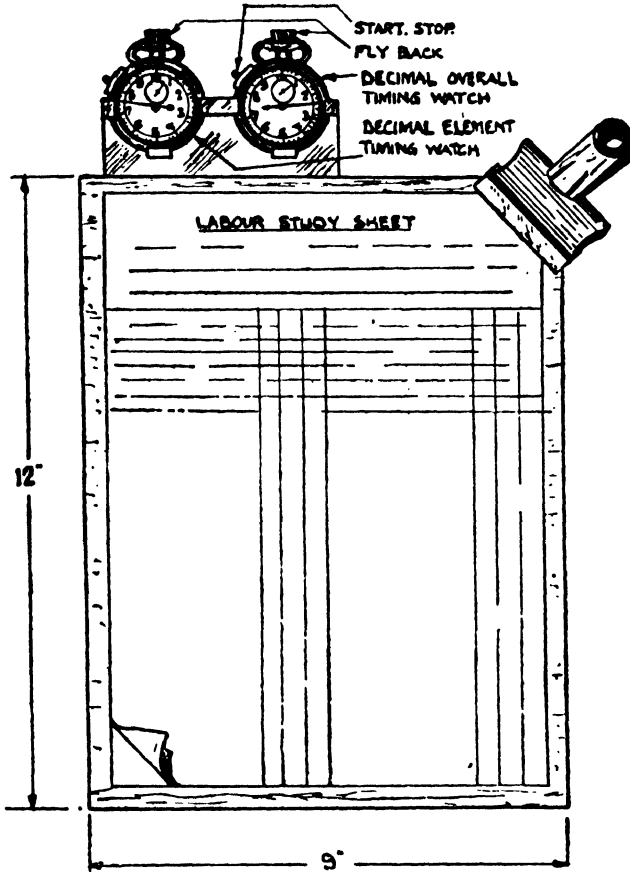 START. STOP.
FLY BACK
DECIMAL OVERALL
TIMING WATCH
DECIMAL ELEMENT
TIMING WATCH
LABOUR STUDY SHEET
12"
9"